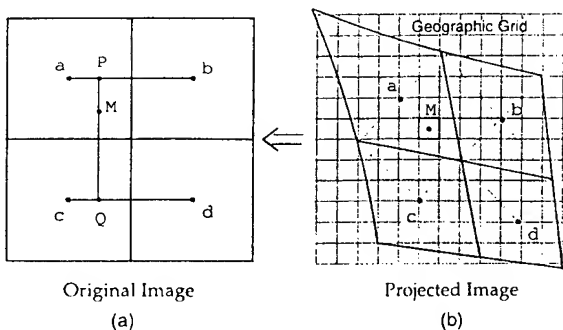 a P b
M
c Q d
Original Image
(a)
Geographic Grid
a
M b
c
d
Projected Image
(b)